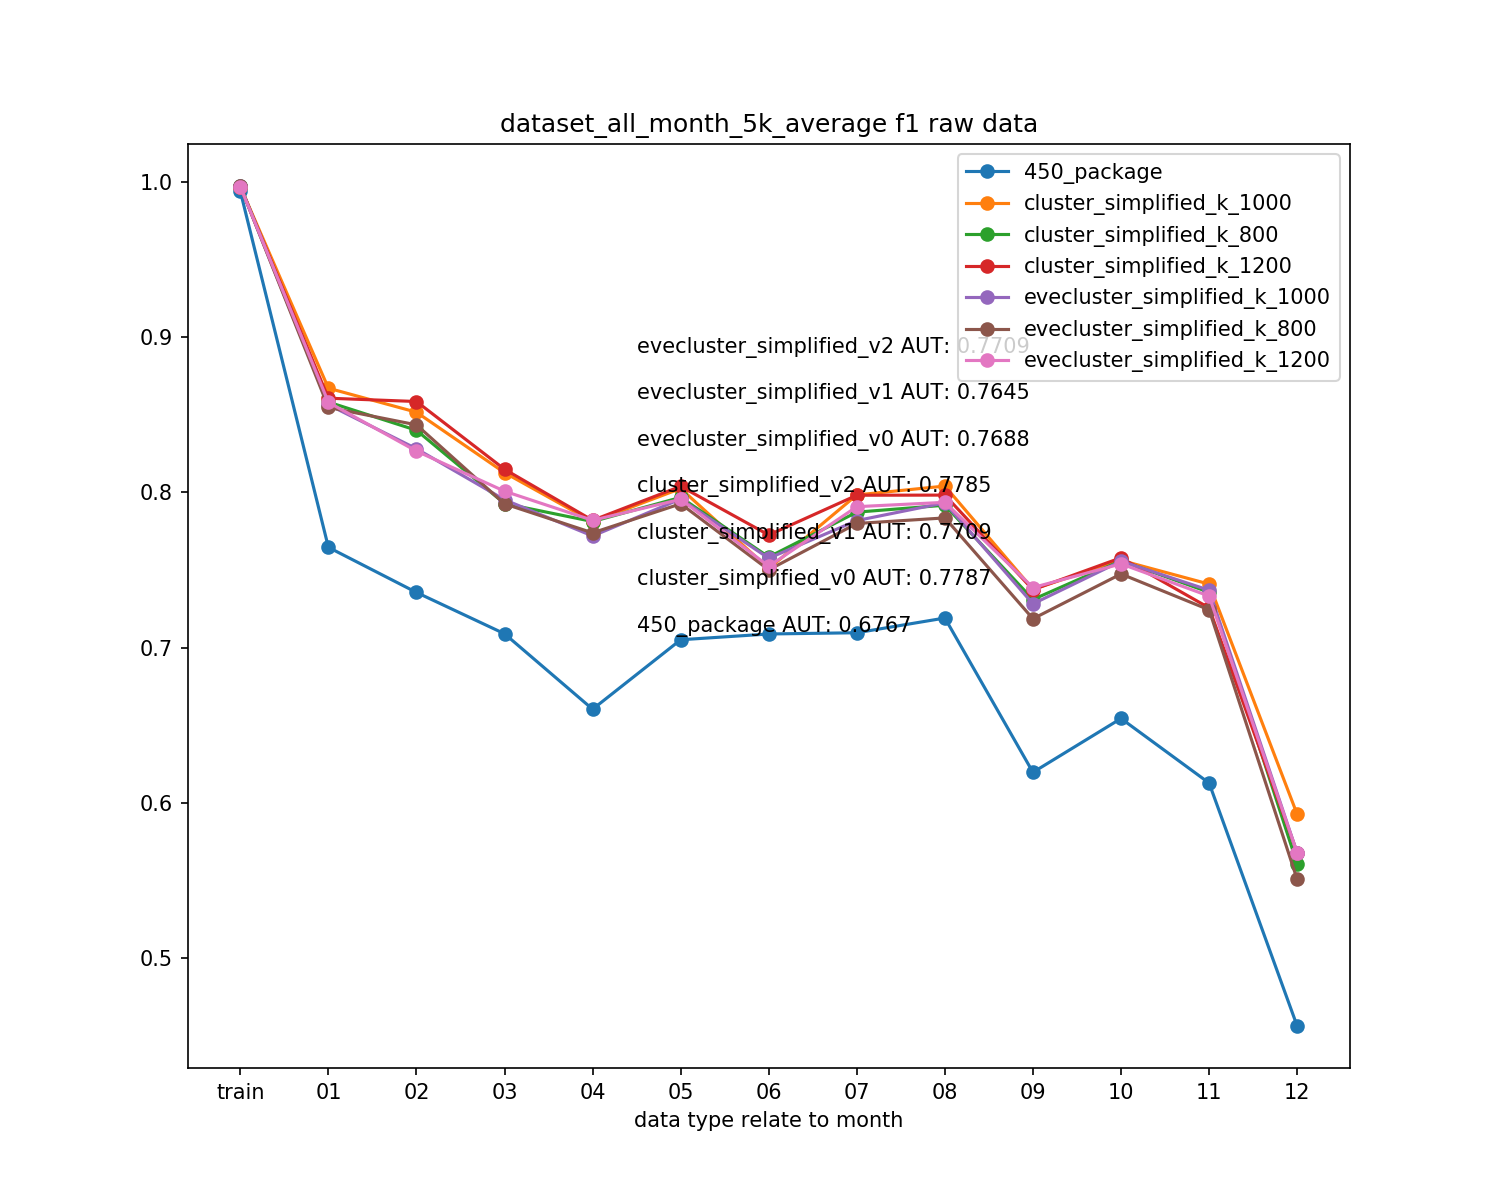 dataset_all_month_5k_average f1 raw data
450_package
cluster_simplified_k_1000
cluster_simplified_k_800
cluster_simplified_k_1200
evecluster_simplified_k_1000
evecluster_simplified_k_800
evecluster_simplified_k_1200
evecluster_simplified_v2 AUT: 0.7709
evecluster_simplified_v1 AUT: 0.7645
evecluster_simplified_v0 AUT: 0.7688
cluster_simplified_v2 AUT: 0.7785
cluster_simplified_v1 AUT: 0.7709
cluster_simplified_v0 AUT: 0.7787
450_package AUT: 0.6767
1.0
0.9
0.8
0.7
0.6
0.5
train 01 02 03 04 05 06 07 08 09 10 11 12
data type relate to month